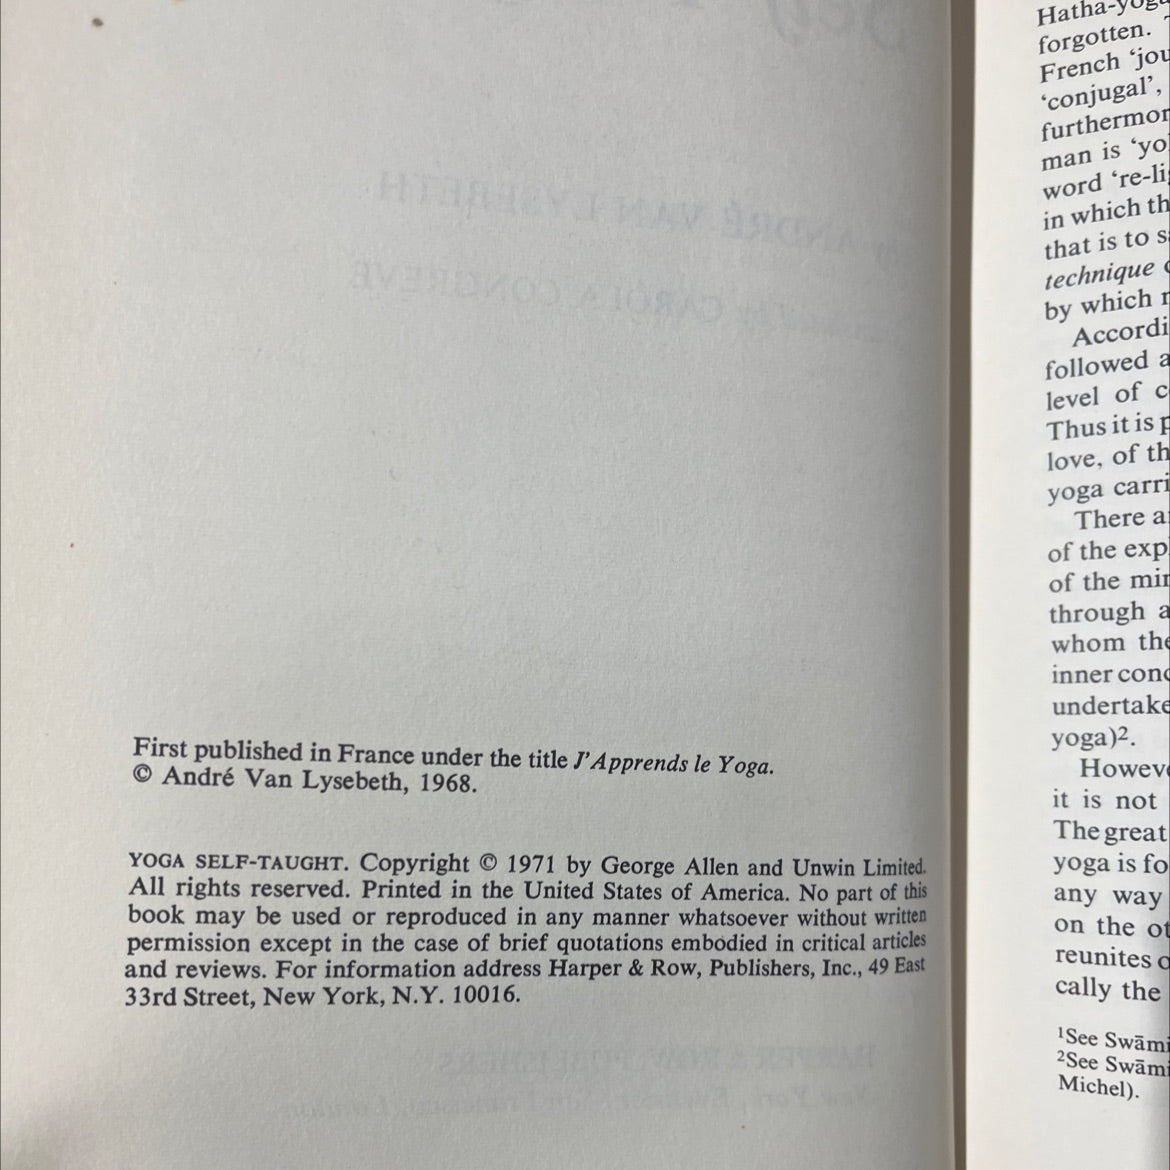 First published in France under the title J'Apprends le Yoga.
© André Van Lysebeth, 1968.
YOGA SELF-TAUGHT. Copyright © 1971 by George Allen and Unwin Limited.
All rights reserved. Printed in the United States of America. No part of this
book may be used or reproduced in any manner whatsoever without written
permission except in the case of brief quotations embodied in critical articles
and reviews. For information address Harper & Row, Publishers, Inc., 49 East
33rd Street, New York, N.Y. 10016.
Hatha-yoga
forgotten.
French ‘jou
‘conjugal’,
furthermor
man is ‘yo
word ‘re-li
in which th
that is to s
technique
by which
Accordi
followed a
level of c
Thus it is p
love, of th
yoga carri
There a
of the exp
of the mi
through a
whom the
inner conc
undertake
yoga)².
Howeve
it is not
The great
yoga is fo
any way
on the ot
reunites
cally the
¹See Swāmi
²See Swāmi
Michel).